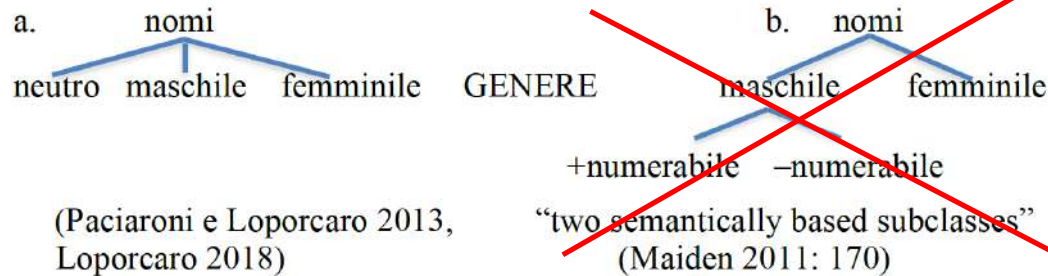 a. nomi b. nomi
neutro maschile femminile GENERE maschile femminile
+numerabile –numerabile
(Paciaroni e Loporcaro 2013, “two semantically based subclasses”
Loporcaro 2018) (Maiden 2011: 170)